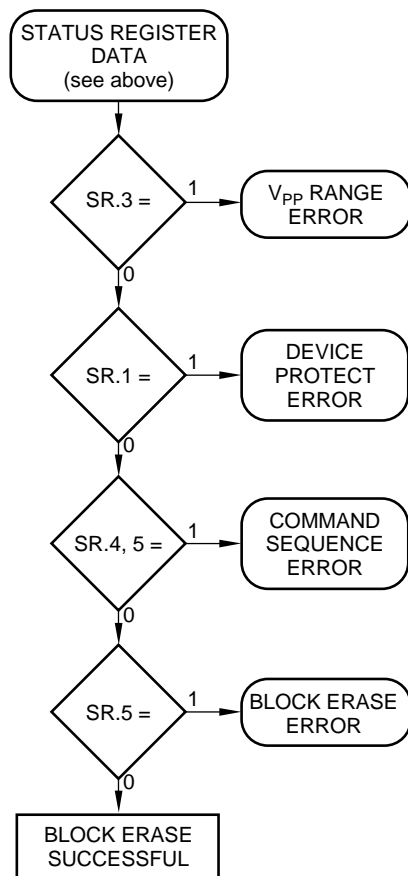 STATUS REGISTER
DATA
(see above)
SR.3 =
1
V_PP RANGE
ERROR
0
SR.1 =
1
DEVICE
PROTECT
ERROR
0
SR.4, 5 =
1
COMMAND
SEQUENCE
ERROR
0
SR.5 =
1
BLOCK ERASE
ERROR
0
BLOCK ERASE
SUCCESSFUL